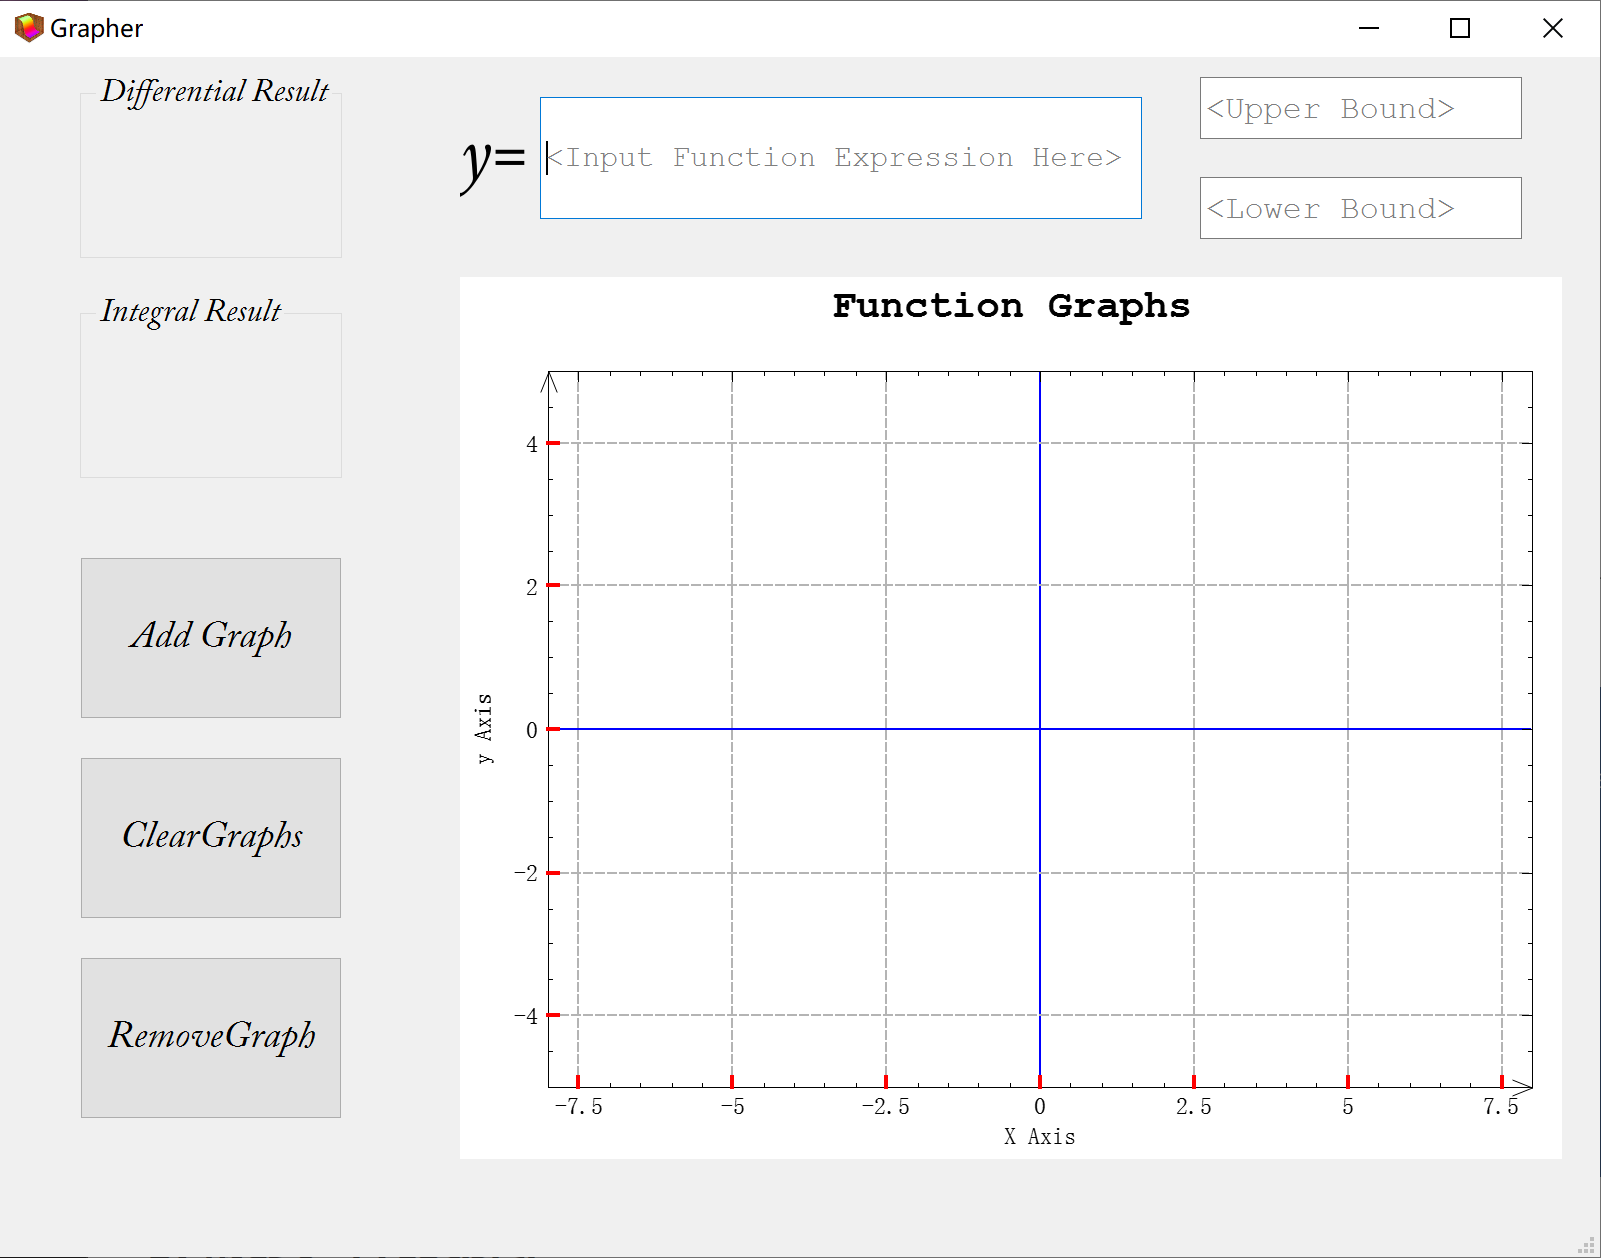 Grapher
Differential Result
y=
<Input Function Expression Here>
<Upper Bound>
<Lower Bound>
Integral Result
Add Graph
ClearGraphs
RemoveGraph
Function Graphs
4
2
0
-2
-4
y Axis
-7.5 -5 -2.5 0 2.5 5 7.5
X Axis